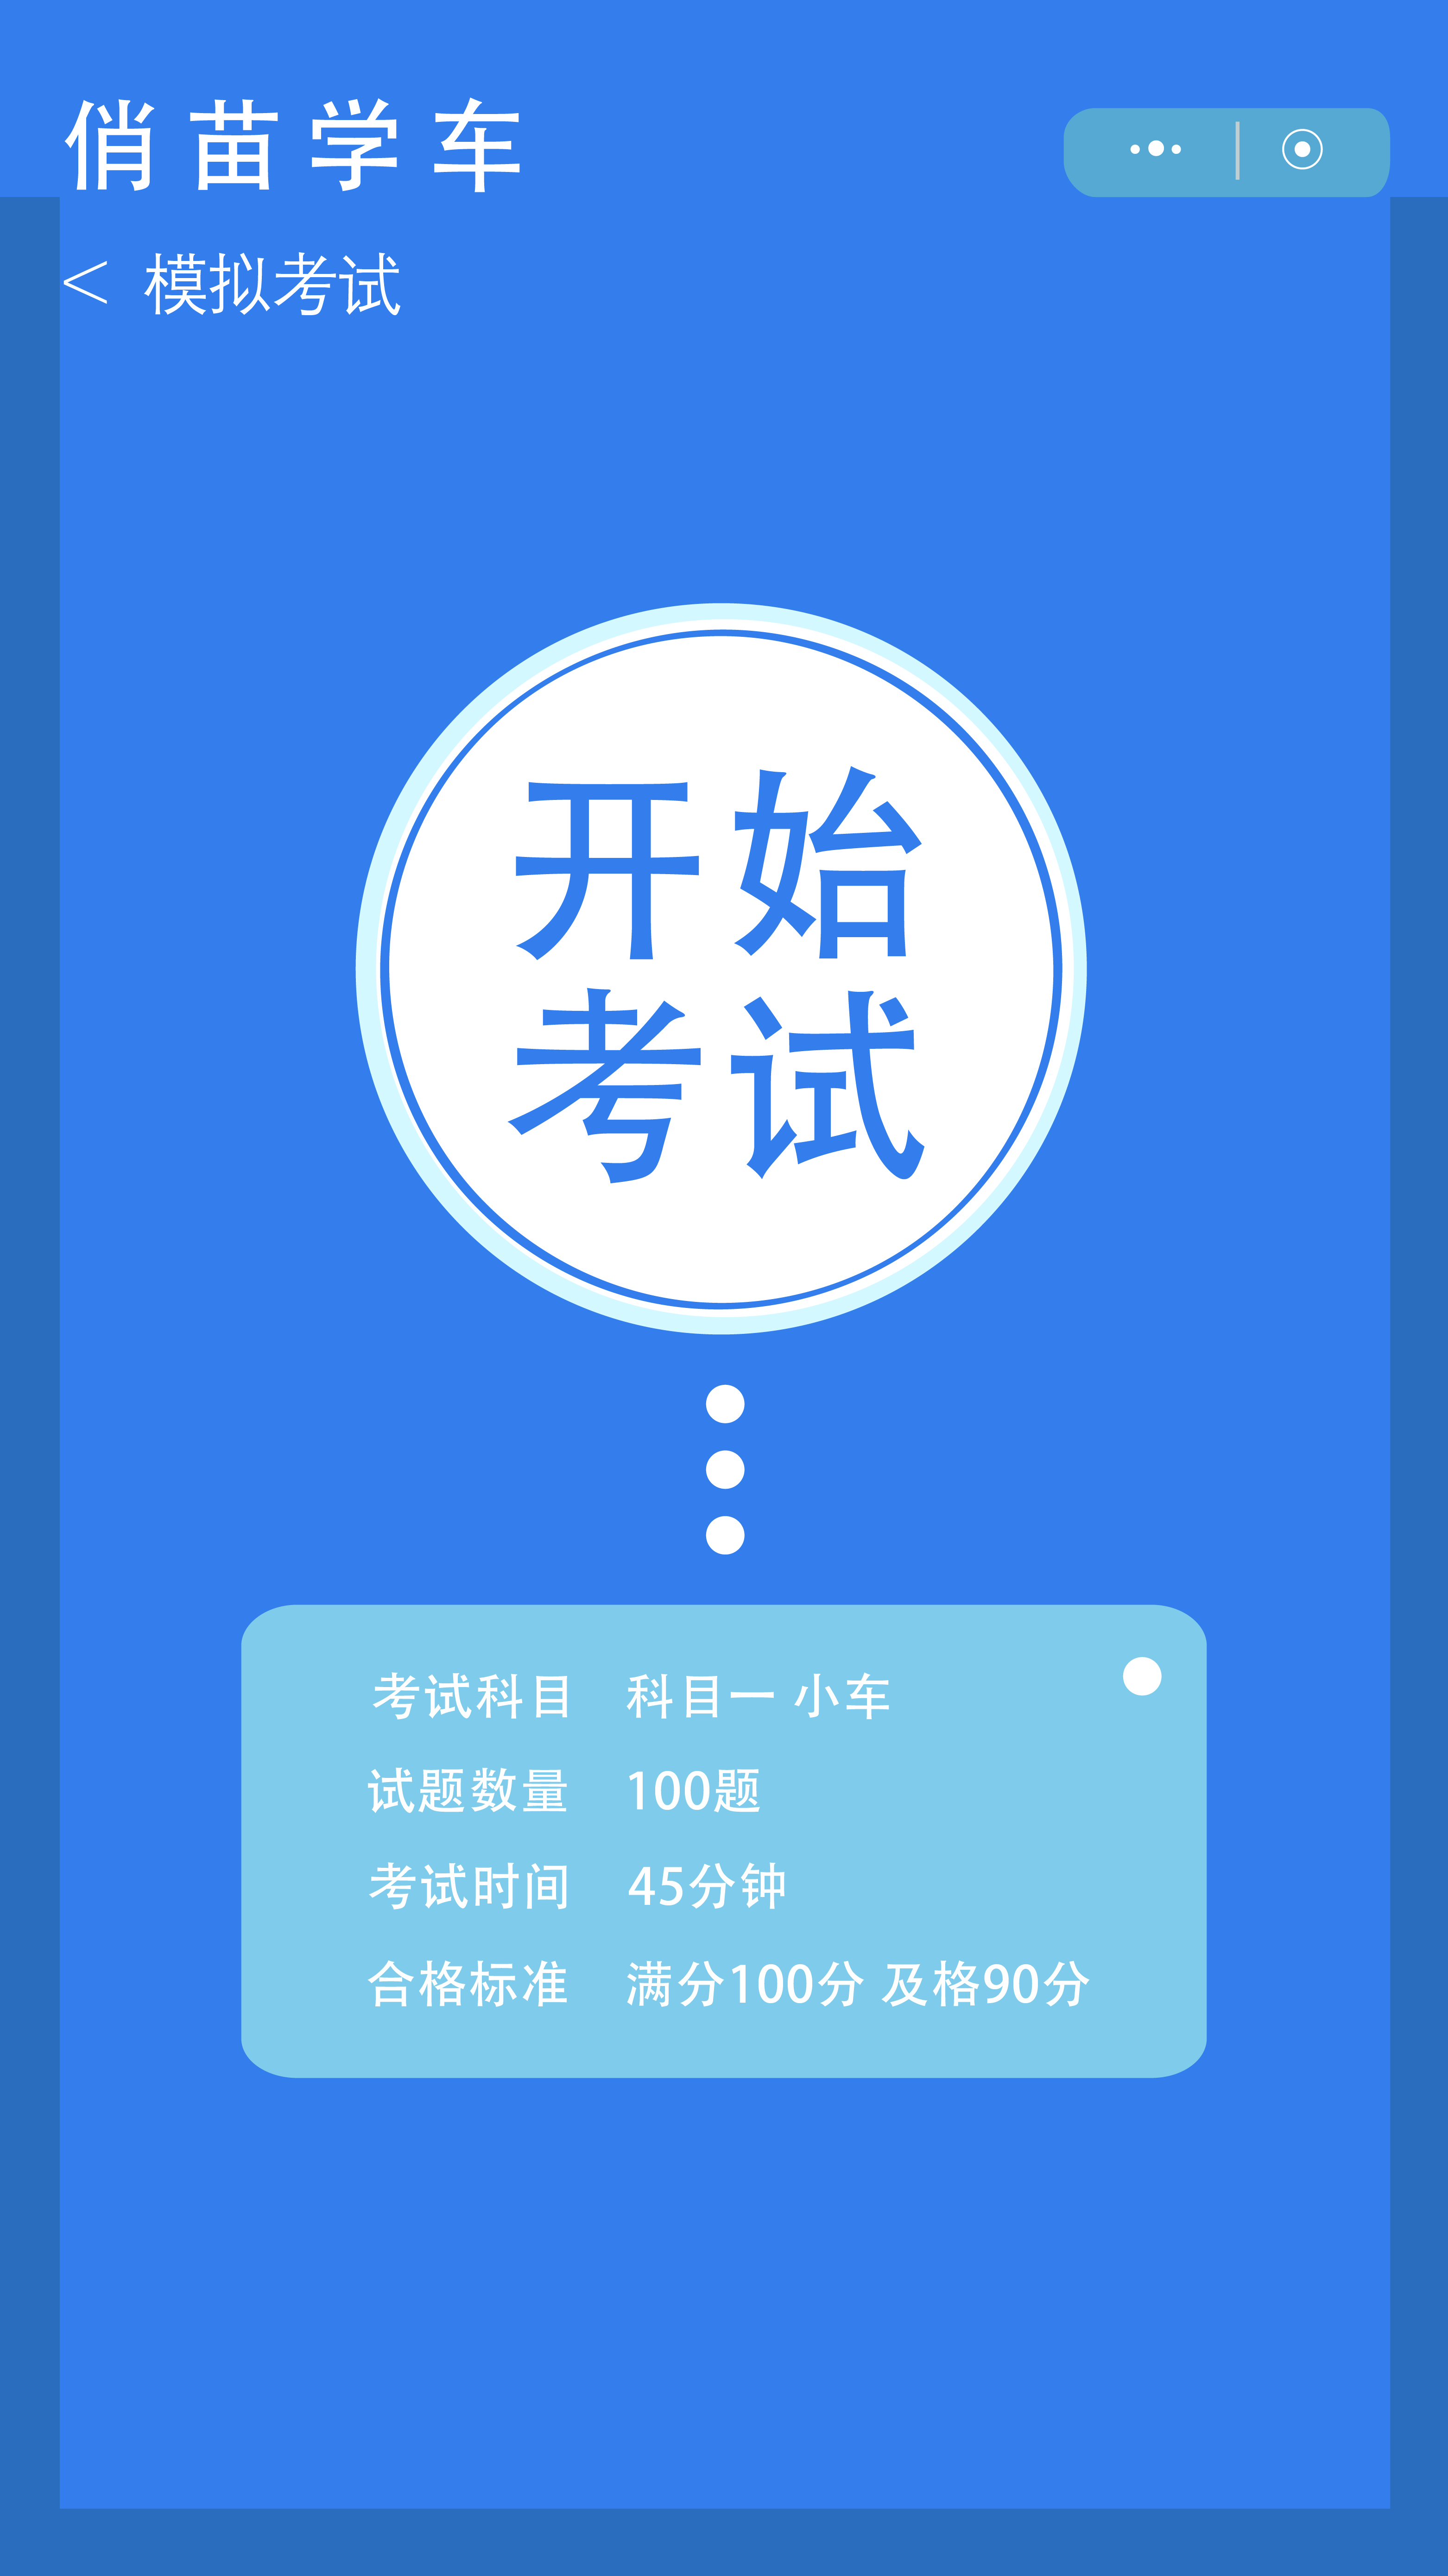 俏苗学车
< 模拟考试
开始
考试
考试科目 科目一 小车
试题数量 100题
考试时间 45分钟
合格标准 满分100分 及格90分